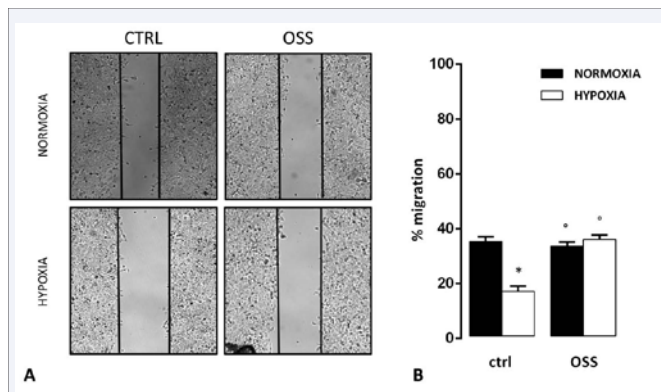 CTRL OSS
NORMOXIA
HYPOXIA
A
100
80
60
40
20
0
% migration
NORMOXIA
HYPOXIA
*
°
°
ctrl OSS
B